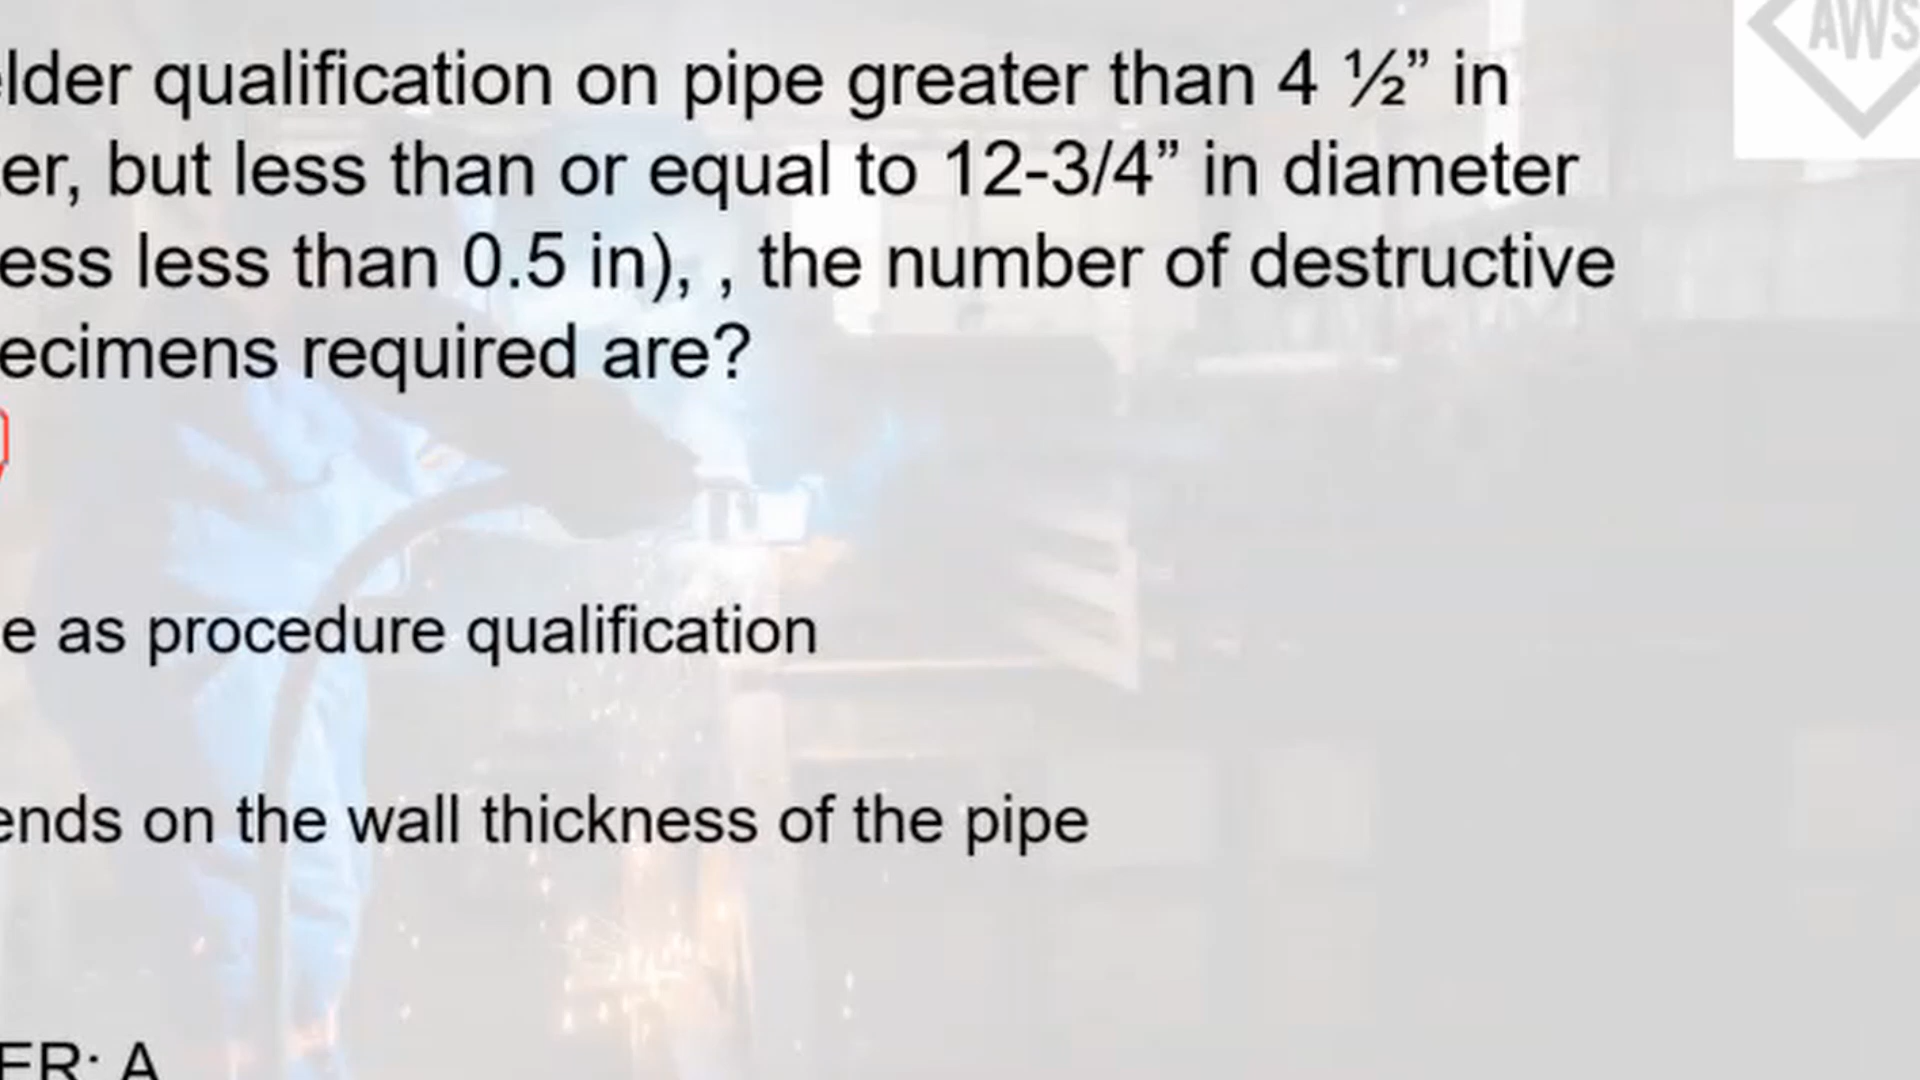 AWS
elder qualification on pipe greater than 4 ½” in
er, but less than or equal to 12-3/4” in diameter
ess less than 0.5 in), , the number of destructive
ecimens required are?
e as procedure qualification
ends on the wall thickness of the pipe
ER: A